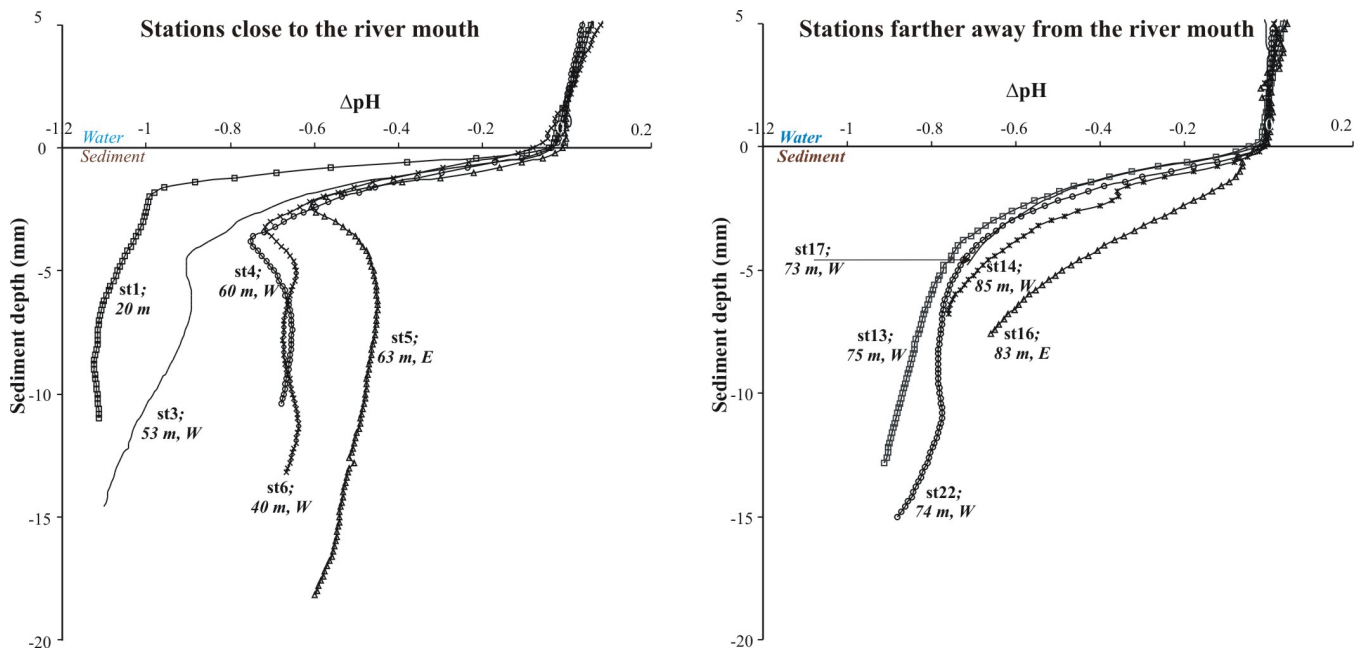 Stations close to the river mouth
5
ΔpH
-1.2
-1
-0.8
-0.6
-0.4
-0.2
0.2
Water
0
Sediment
Sediment depth (mm)
-5
-10
-15
-20
st1;
20 m
st3;
53 m, W
st4;
60 m, W
st5;
63 m, E
st6;
40 m, W
Stations farther away from the river mouth
5
ΔpH
-1.2
-1
-0.8
-0.6
-0.4
-0.2
0.2
Water
0
Sediment
Sediment depth (mm)
-5
-10
-15
-20
st17;
73 m, W
st14;
85 m, W
st13;
75 m, W
st16;
83 m, E
st22;
74 m, W